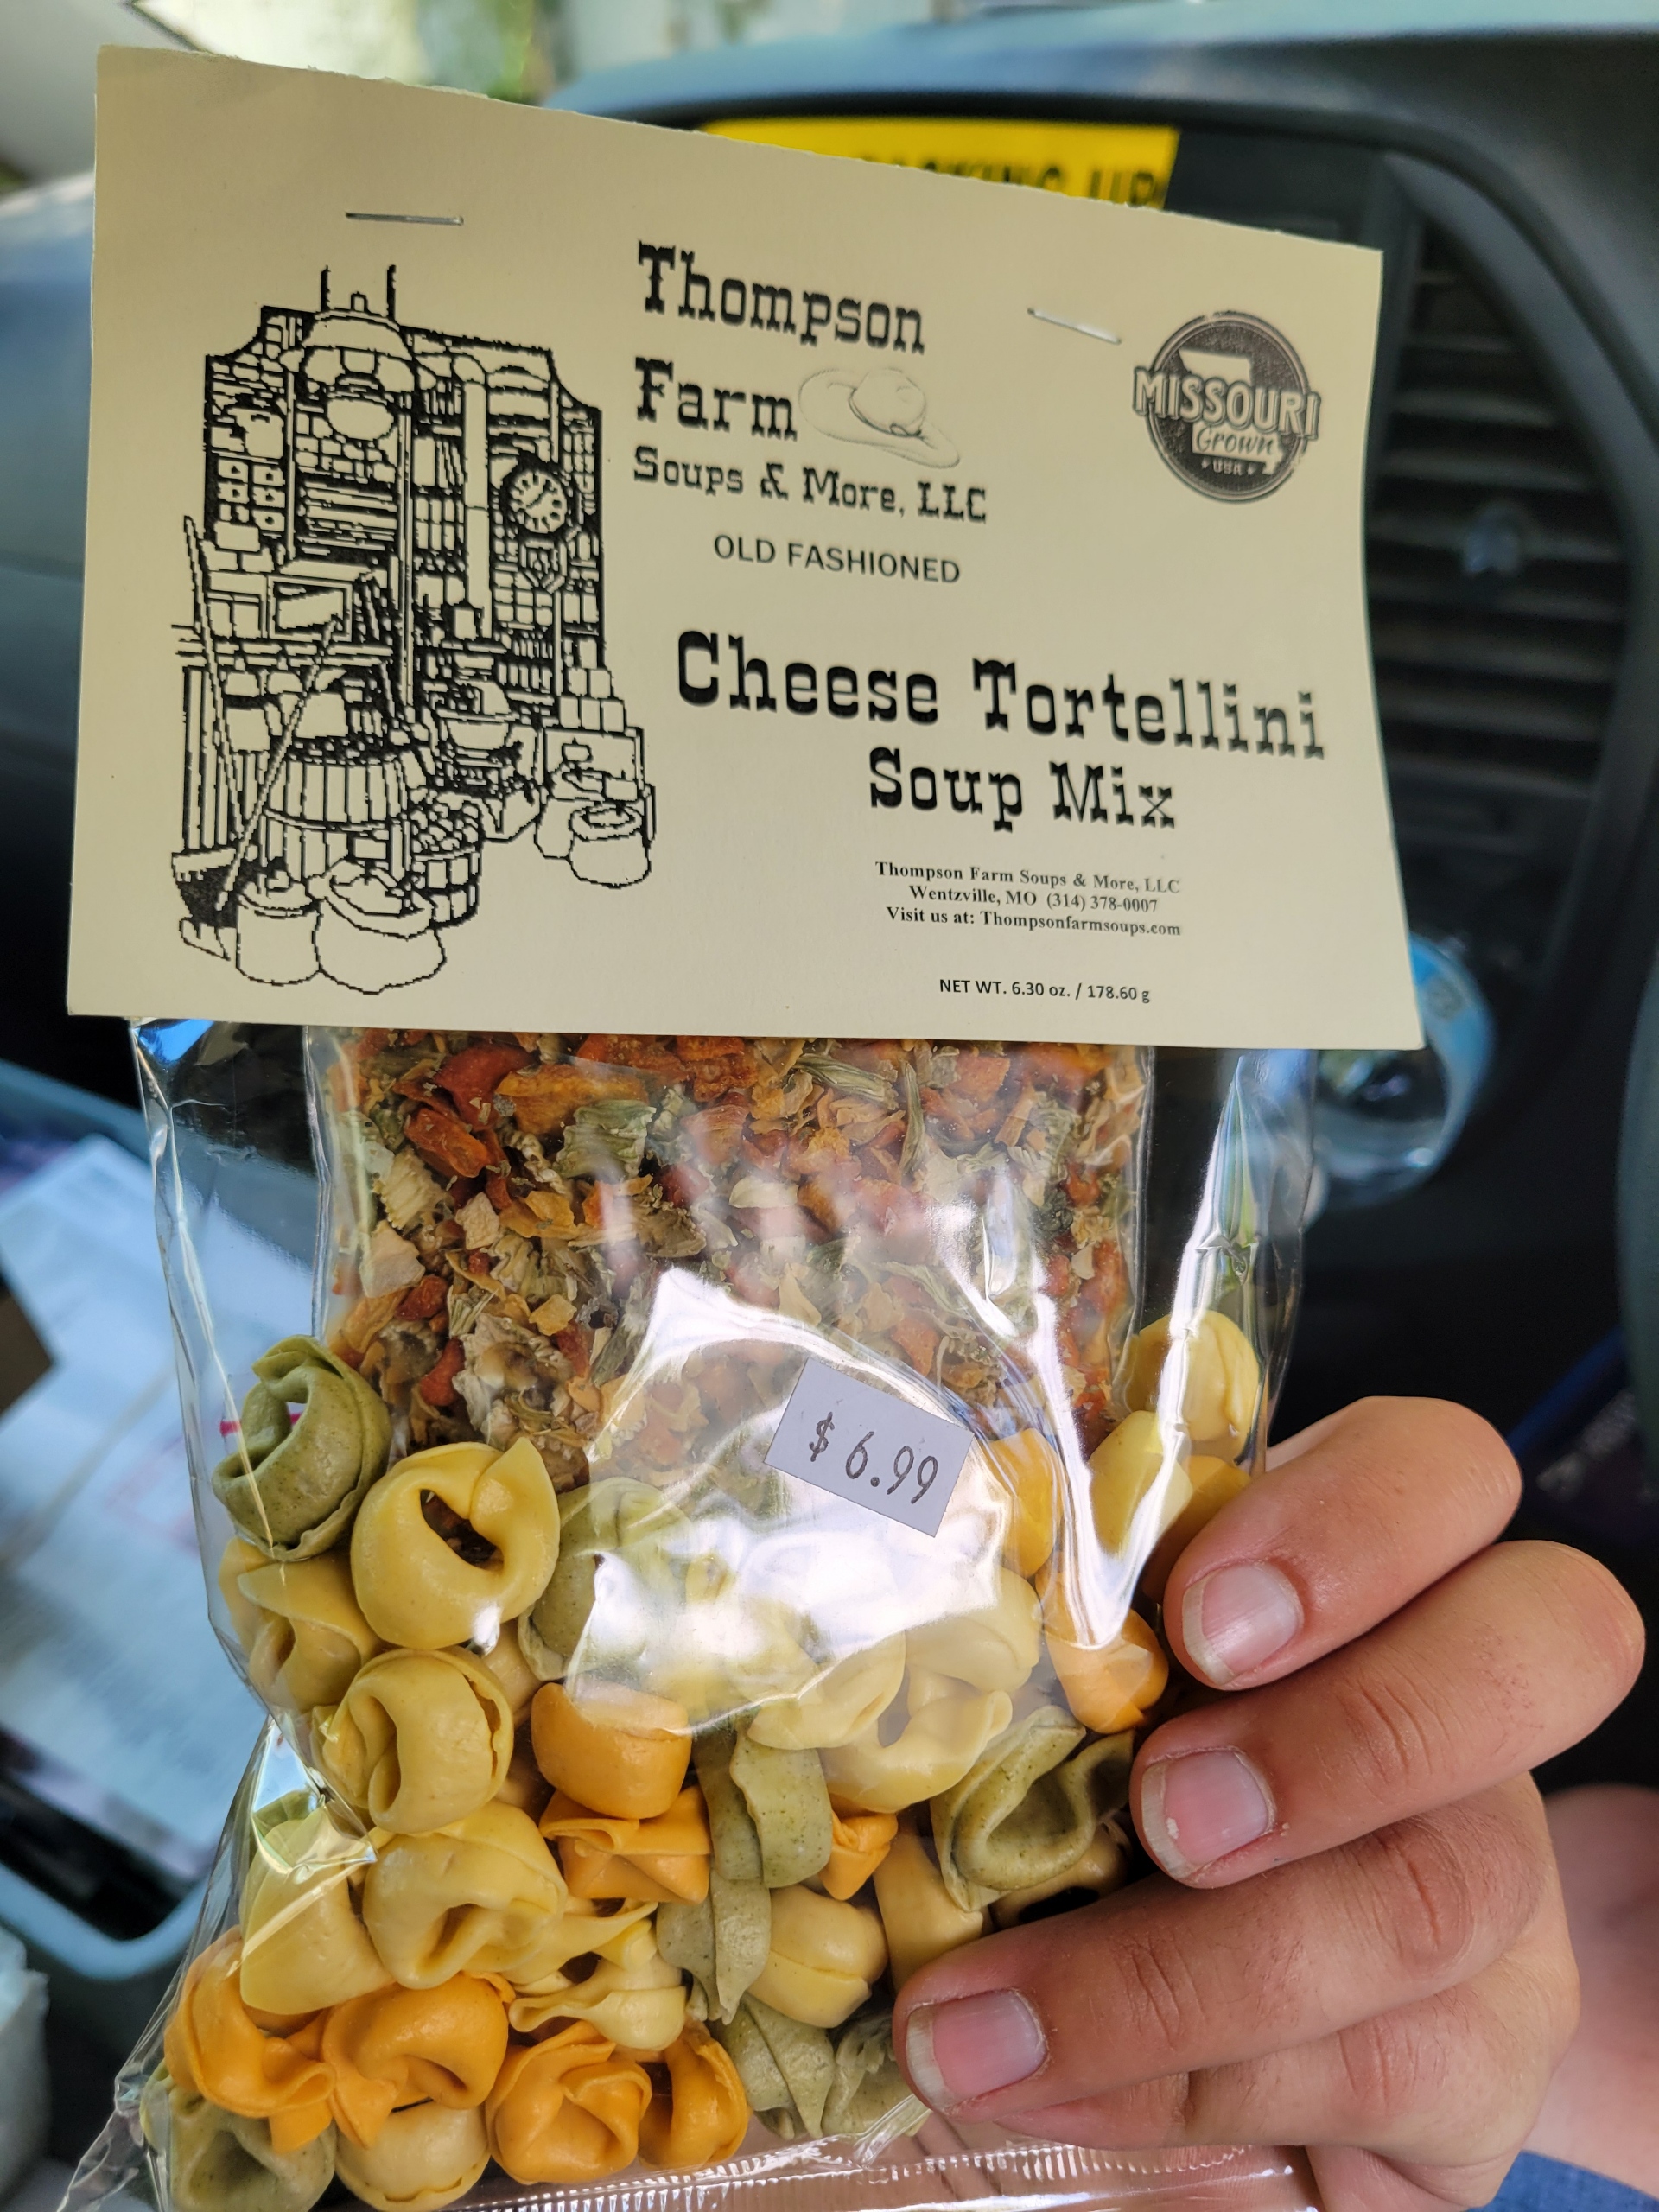 Thompson
Farm
Soups & More, LLC
MISSOURI
Grown
USA
OLD FASHIONED
Cheese Tortellini
Soup Mix
Thompson Farm Soups & More, LLC
Wentzville, MO (314) 378-0007
Visit us at: Thompsonfarmsoups.com
NET WT. 6.30 oz. / 178.60 g
$ 6.99